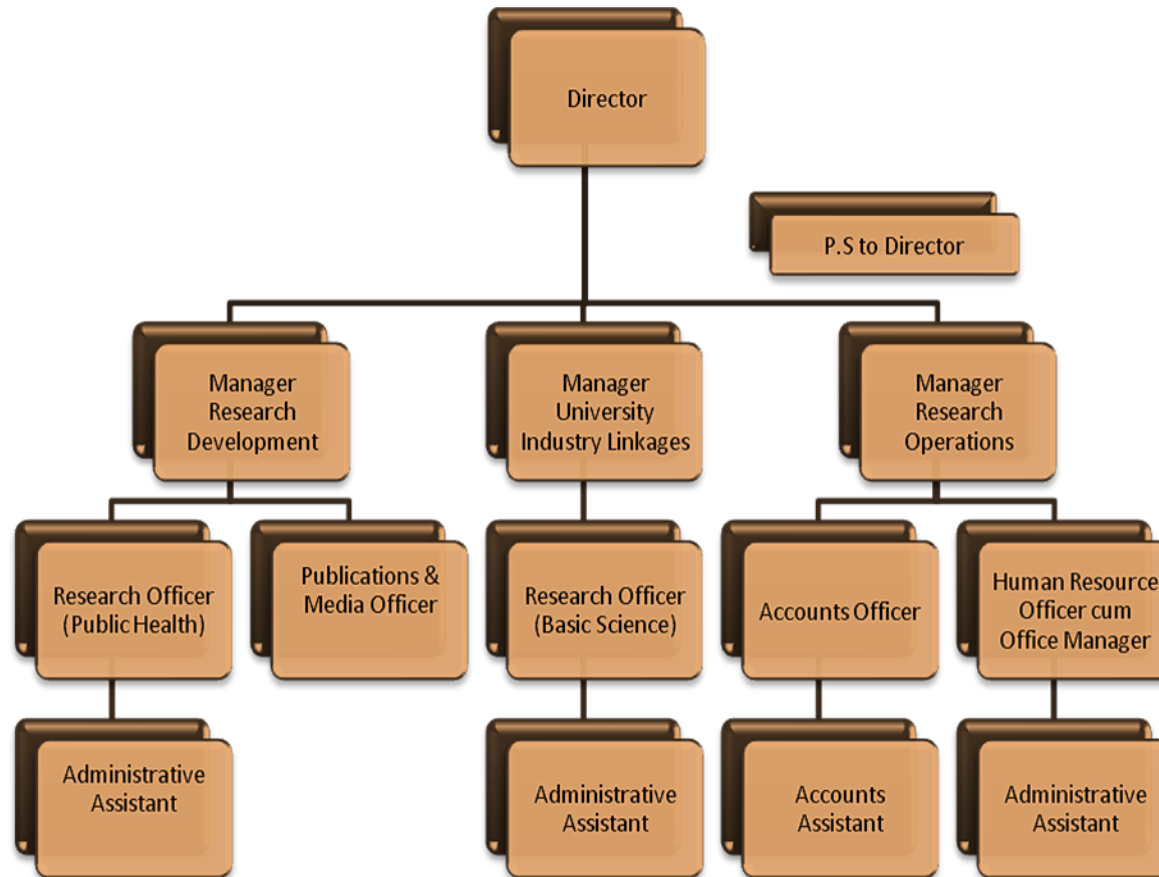 Director
P.S to Director
Manager
Research
Development
Manager
University
Industry Linkages
Manager
Research
Operations
Research Officer
(Public Health)
Publications &
Media Officer
Research Officer
(Basic Science)
Accounts Officer
Human Resource
Officer cum
Office Manager
Administrative
Assistant
Administrative
Assistant
Accounts
Assistant
Administrative
Assistant